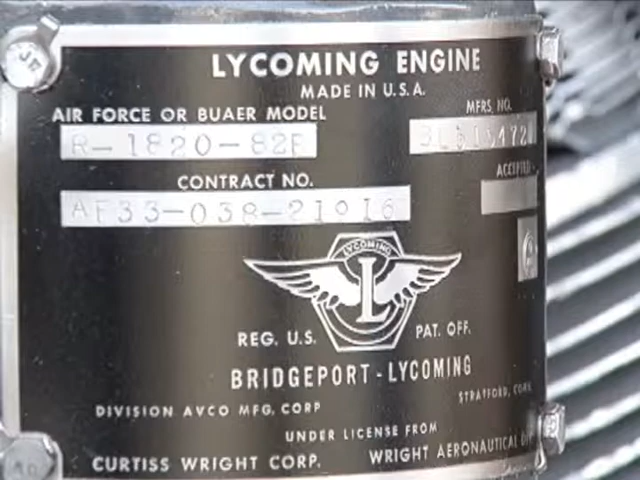 LYCOMING ENGINE
MADE IN U.S.A.
AIR FORCE OR BUAER MODEL
MFRS. NO.
R-1820-82
CONTRACT NO.
ACCEPTED
AF33-038-21916
LYCOMING
L
REG. U.S. PAT. OFF.
BRIDGEPORT - LYCOMING
STRATFORD, CONN.
DIVISION AVCO MFG. CORP
UNDER LICENSE FROM
CURTISS WRIGHT CORP. WRIGHT AERONAUTICAL